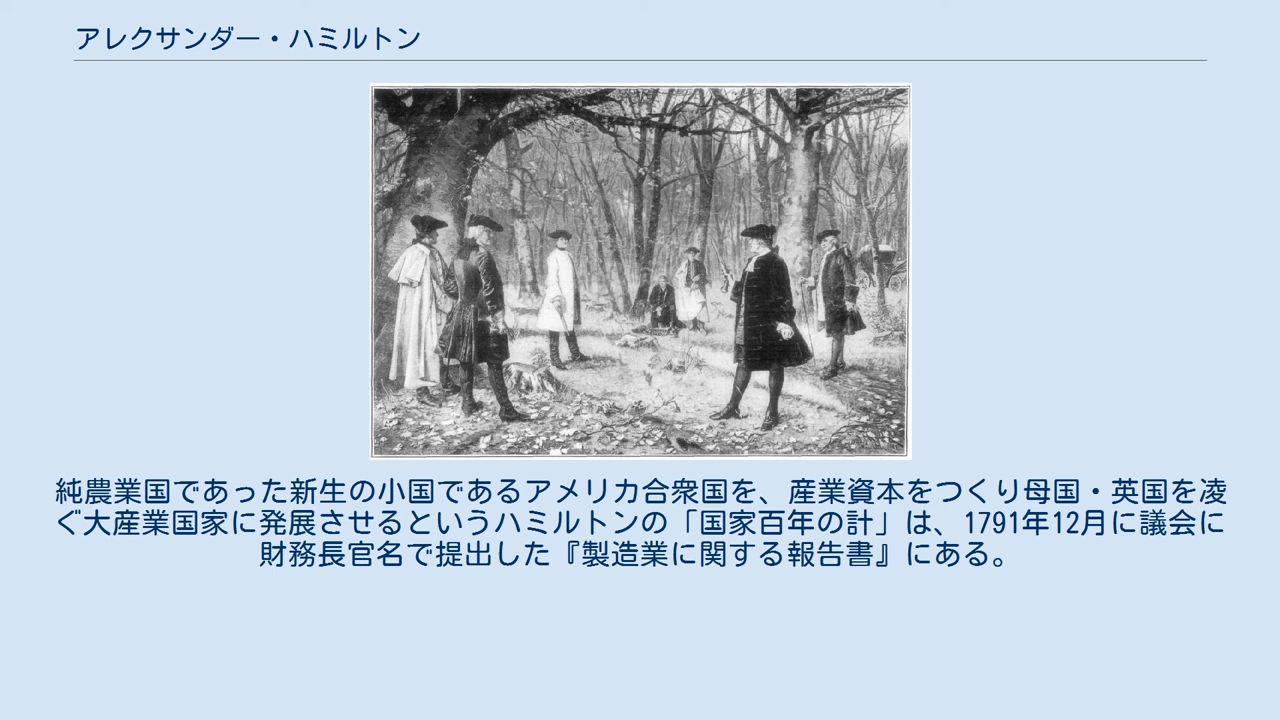 アレクサンダー・ハミルトン
純農業国であった新生の小国であるアメリカ合衆国を、産業資本をつくり母国・英国を凌
ぐ大産業国家に発展させるというハミルトンの「国家百年の計」は、1791年12月に議会に
財務長官名で提出した『製造業に関する報告書』にある。